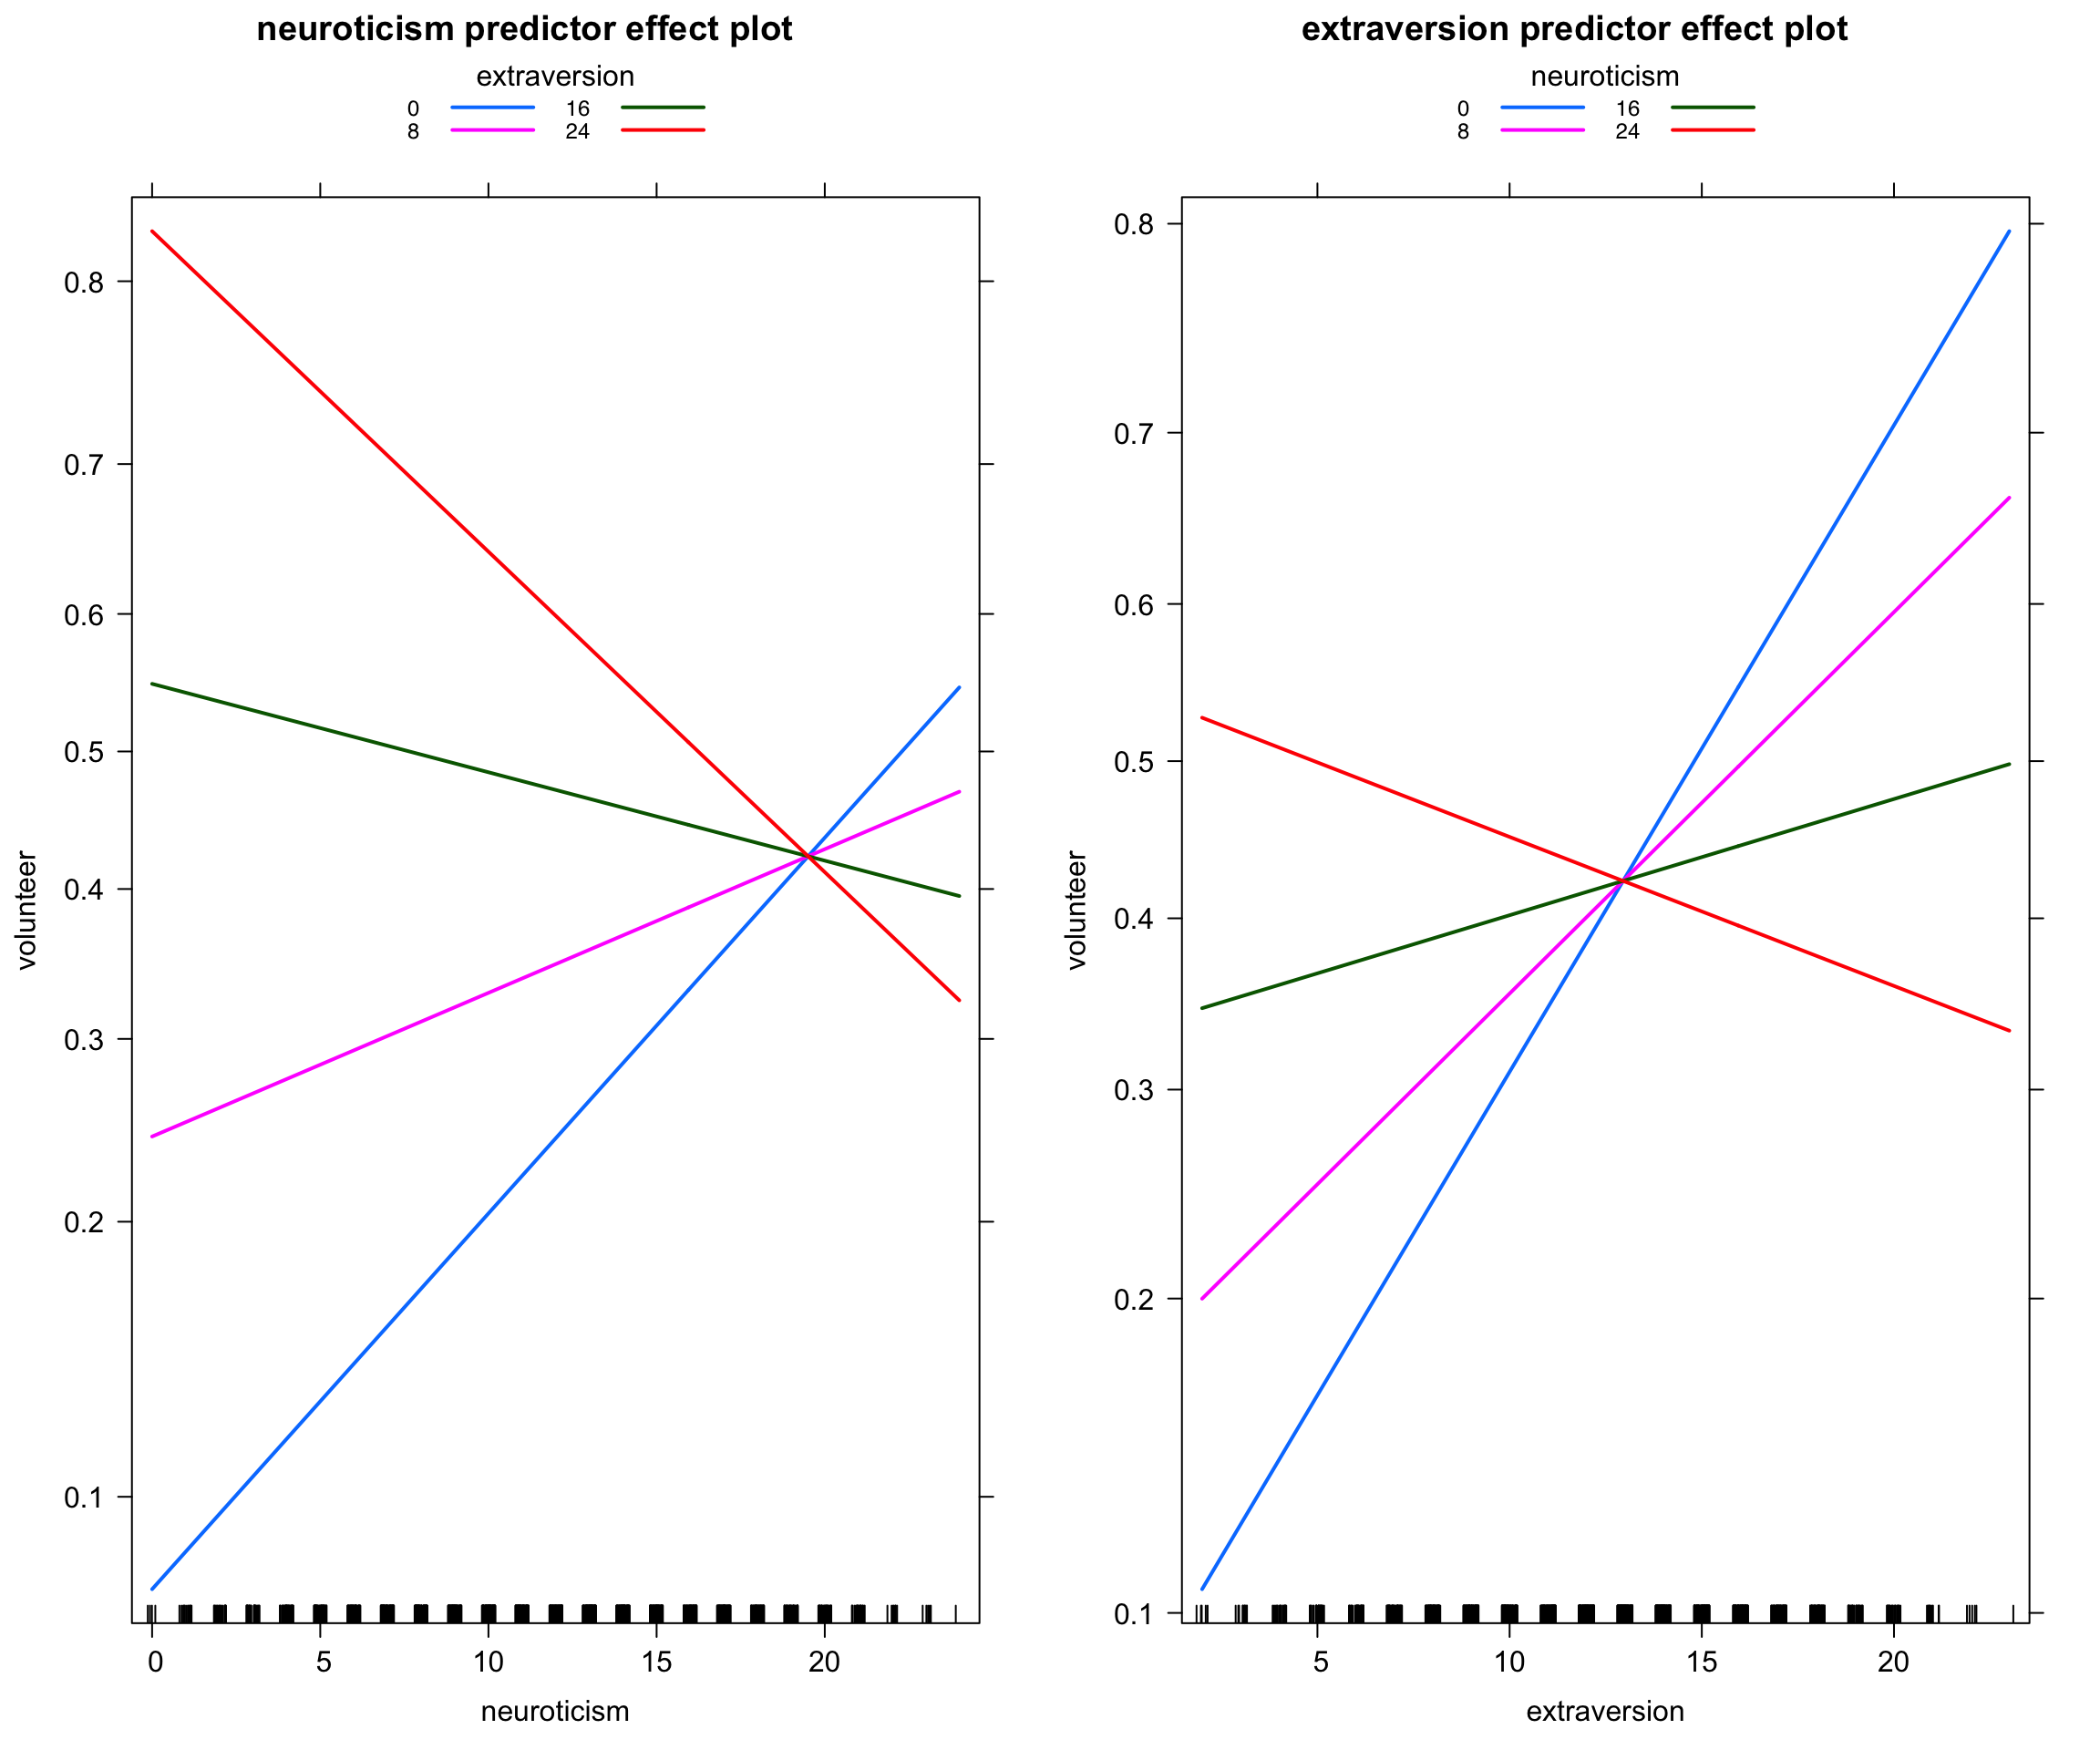 neuroticism predictor effect plot
extraversion
0 16
8 24
0.8
0.7
0.6
0.5
0.4
0.3
0.2
0.1
volunteer
0 5 10 15 20
neuroticism
extraversion predictor effect plot
neuroticism
0 16
8 24
0.8
0.7
0.6
0.5
0.4
0.3
0.2
0.1
volunteer
5 10 15 20
extraversion